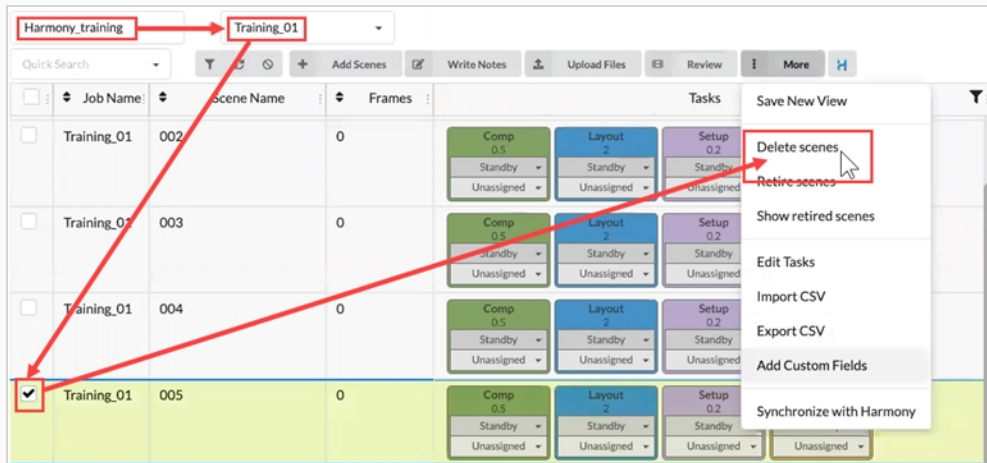 Harmony_training Training_01
Quick Search Add Scenes Write Notes Upload Files Review More H
Job Name Scene Name Frames Tasks
Save New View
Delete scenes
Retire scenes
Show retired scenes
Edit Tasks
Import CSV
Export CSV
Add Custom Fields
Synchronize with Harmony
Training_01 002 0
Comp Layout Setup
0.5 2 0.2
Standby Standby Standby
Unassigned Unassigned Unassigned
Training_01 003 0
Comp Layout Setup
0.5 2 0.2
Standby Standby Standby
Unassigned Unassigned Unassigned
Training_01 004 0
Comp Layout Setup
0.5 2 0.2
Standby Standby Standby
Unassigned Unassigned Unassigned
Training_01 005 0
Comp Layout Setup
0.5 2 0.2
Standby Standby Standby Standby
Unassigned Unassigned Unassigned Unassigned